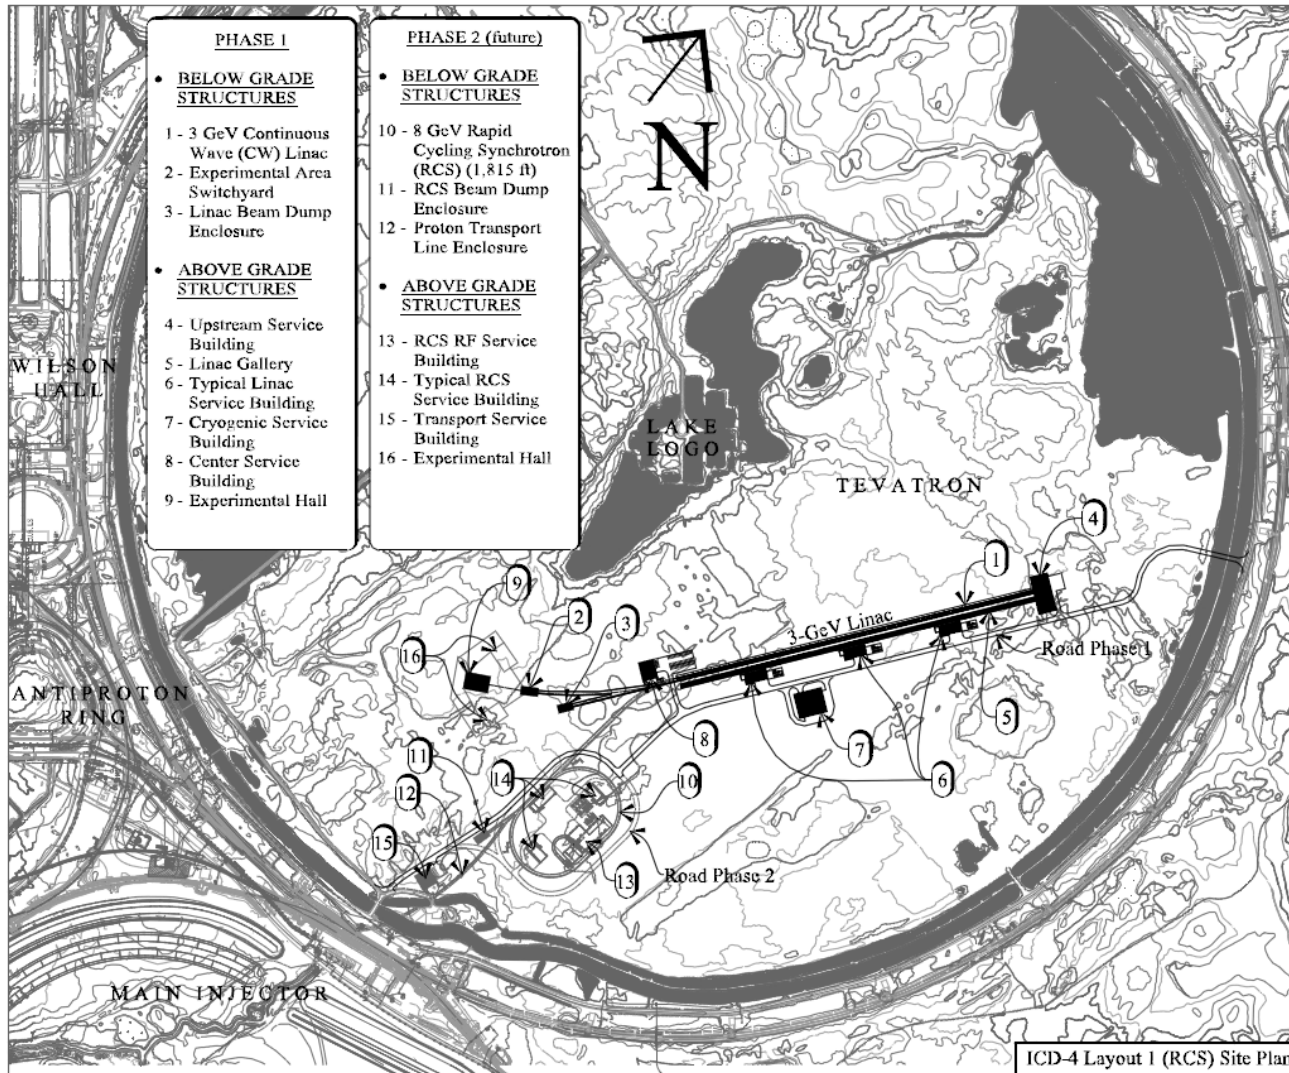 PHASE 1
• BELOW GRADE
STRUCTURES
1 - 3 GeV Continuous
Wave (CW) Linac
2 - Experimental Area
Switchyard
3 - Linac Beam Dump
Enclosure
• ABOVE GRADE
STRUCTURES
4 - Upstream Service
Building
5 - Linac Gallery
6 - Typical Linac
Service Building
7 - Cryogenic Service
Building
8 - Center Service
Building
9 - Experimental Hall
PHASE 2 (future)
• BELOW GRADE
STRUCTURES
10 - 8 GeV Rapid
Cycling Synchrotron
(RCS) (1,815 ft)
11 - RCS Beam Dump
Enclosure
12 - Proton Transport
Line Enclosure
• ABOVE GRADE
STRUCTURES
13 - RCS RF Service
Building
14 - Typical RCS
Service Building
15 - Transport Service
Building
16 - Experimental Hall
N
WILSON
HALL
LAKE
LOGO
TEVATRON
4
1
9
2
3
3-GeV Linac
Road Phase 1
16
ANTIPROTON
RING
5
8
7
6
11
14
10
12
15
13
Road Phase 2
MAIN INJECTOR
ICD-4 Layout 1 (RCS) Site Plan